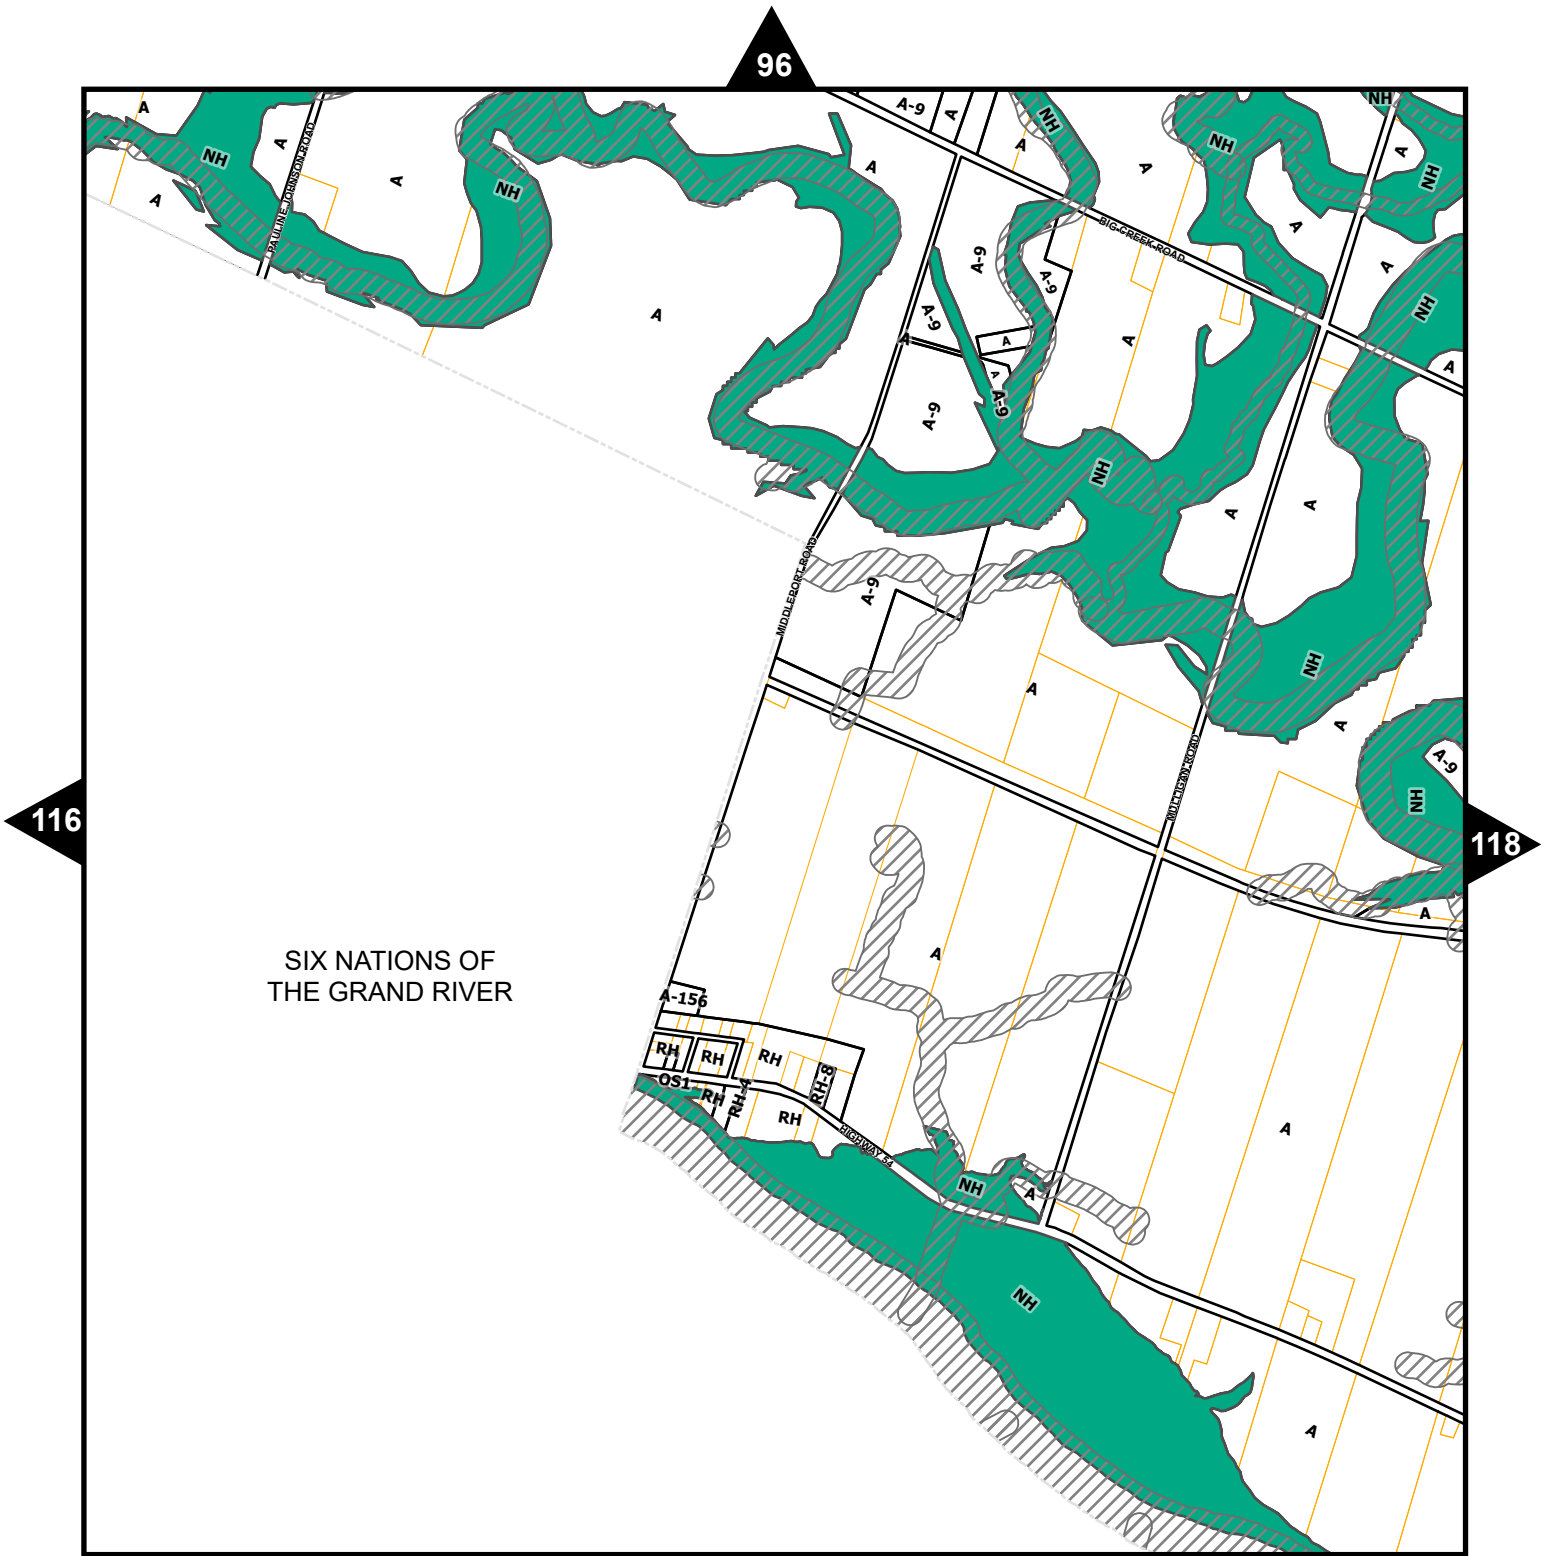 96
A
A-9
A
NH
NH
A
A
NH
A
NH
A
A
NH
A
A
NH
PAULINE JOHNSON ROAD
A
A
BIG CREEK ROAD
A-9
A
A-9
NH
A
A-9
A
A
A
A
A
A-9
A-9
NH
A
A
MIDDLEPORT ROAD
A-9
NH
A
A
A-9
MULLIGAN ROAD
NH
116
118
A
A
SIX NATIONS OF
THE GRAND RIVER
A-156
RH
RH
RH
OS1
RH
RH-4
RH-8
RH
HIGHWAY 54
A
NH
A
NH
A